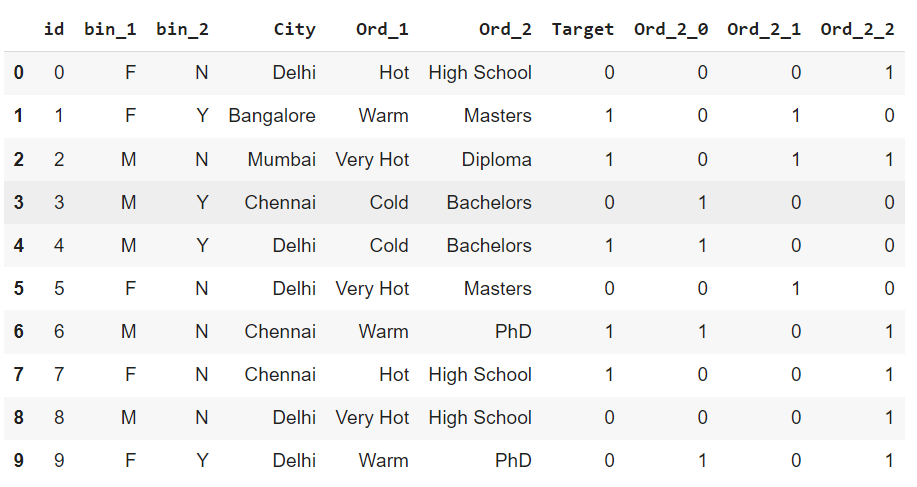 id bin_1 bin_2 City Ord_1 Ord_2 Target Ord_2_0 Ord_2_1 Ord_2_2
0 0 F N Delhi Hot High School 0 0 0 1
1 1 F Y Bangalore Warm Masters 1 0 1 0
2 2 M N Mumbai Very Hot Diploma 1 0 1 1
3 3 M Y Chennai Cold Bachelors 0 1 0 0
4 4 M Y Delhi Cold Bachelors 1 1 0 0
5 5 F N Delhi Very Hot Masters 0 0 1 0
6 6 M N Chennai Warm PhD 1 1 0 1
7 7 F N Chennai Hot High School 1 0 0 1
8 8 M N Delhi Very Hot High School 0 0 0 1
9 9 F Y Delhi Warm PhD 0 1 0 1